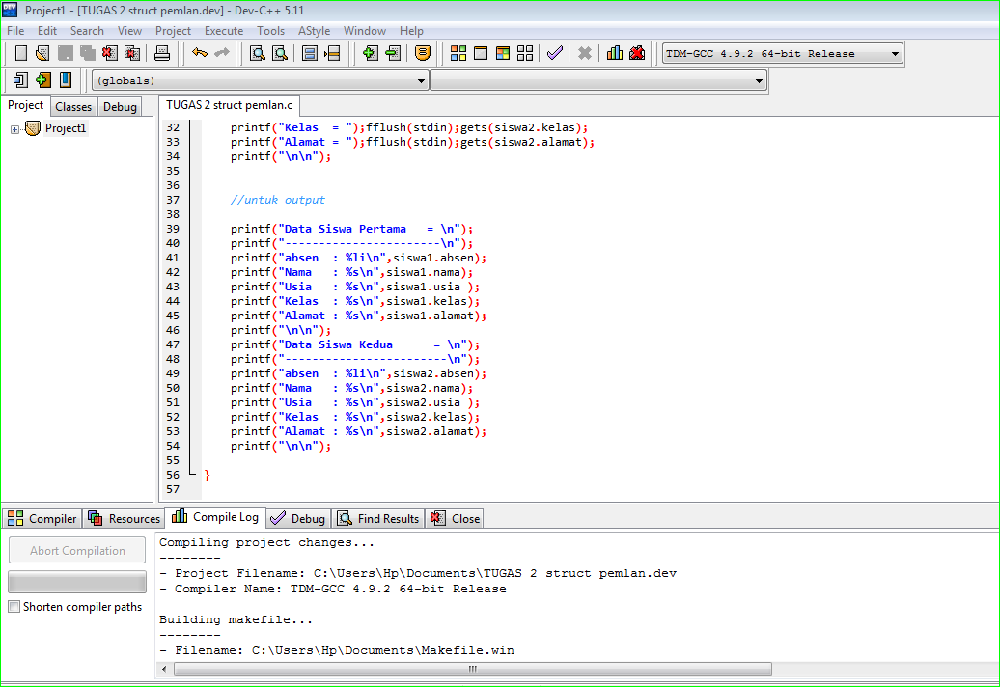 Project1 - [TUGAS 2 struct pemlan.dev] - Dev-C++ 5.11
File Edit Search View Project Execute Tools AStyle Window Help
TDM-GCC 4.9.2 64-bit Release
(globals)
Project Classes Debug
TUGAS 2 struct pemlan.c
Project1
32 printf("Kelas  = ");fflush(stdin);gets(siswa2.kelas);
33 printf("Alamat = ");fflush(stdin);gets(siswa2.alamat);
34 printf("\n\n");
35
36
37 //untuk output
38
39 printf("Data Siswa Pertama   = \n");
40 printf("-----------------------\n");
41 printf("absen  : %li\n",siswa1.absen);
42 printf("Nama   : %s\n",siswa1.nama);
43 printf("Usia   : %s\n",siswa1.usia );
44 printf("Kelas  : %s\n",siswa1.kelas);
45 printf("Alamat : %s\n",siswa1.alamat);
46 printf("\n\n");
47 printf("Data Siswa Kedua      = \n");
48 printf("------------------------\n");
49 printf("absen  : %li\n",siswa2.absen);
50 printf("Nama   : %s\n",siswa2.nama);
51 printf("Usia   : %s\n",siswa2.usia );
52 printf("Kelas  : %s\n",siswa2.kelas);
53 printf("Alamat : %s\n",siswa2.alamat);
54 printf("\n\n");
55
56 }
57
Compiler Resources Compile Log Debug Find Results Close
Abort Compilation
Shorten compiler paths
Compiling project changes...
--------
- Project Filename: C:\Users\Hp\Documents\TUGAS 2 struct pemlan.dev
- Compiler Name: TDM-GCC 4.9.2 64-bit Release
Building makefile...
--------
- Filename: C:\Users\Hp\Documents\Makefile.win